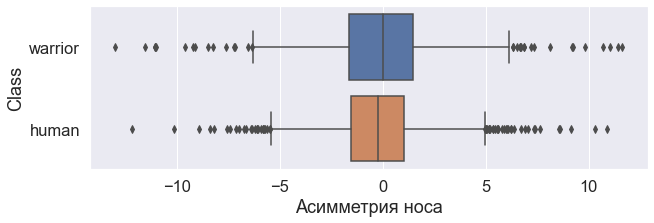 Class
warrior
human
−10 −5 0 5 10
Асимметрия носа